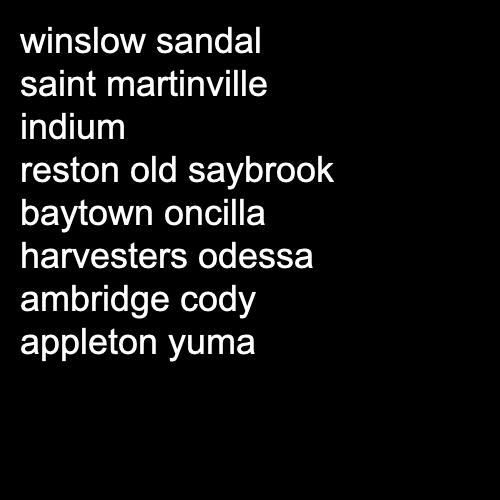 winslow sandal
saint martinville
indium
reston old saybrook
baytown oncilla
harvesters odessa
ambridge cody
appleton yuma